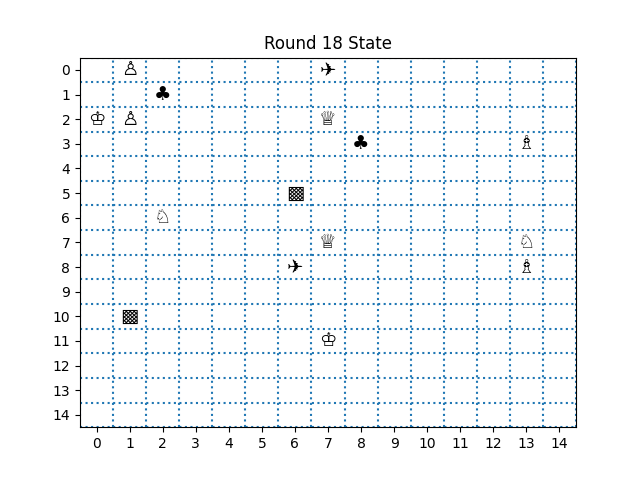 Round 18 State
0 ♙ ✈
1 ♣
2 ♔ ♙ ♕
3 ♣ ♗
4
5 ▩
6 ♘
7 ♕ ♘
8 ✈ ♗
9
10 ▩
11 ♔
12
13
14
0 1 2 3 4 5 6 7 8 9 10 11 12 13 14